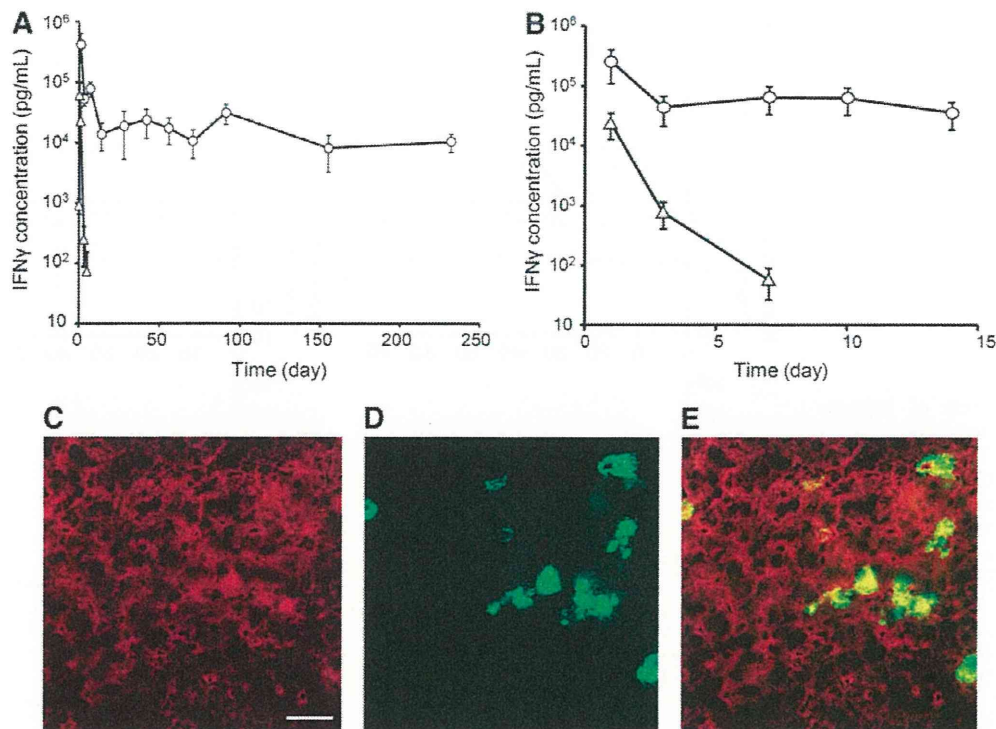 A
IFNγ concentration (pg/mL)
10⁶
10⁵
10⁴
10³
10²
10
0 50 100 150 200 250
Time (day)
B
IFNγ concentration (pg/mL)
10⁶
10⁵
10⁴
10³
10²
10
0 5 10 15
Time (day)
C
D
E